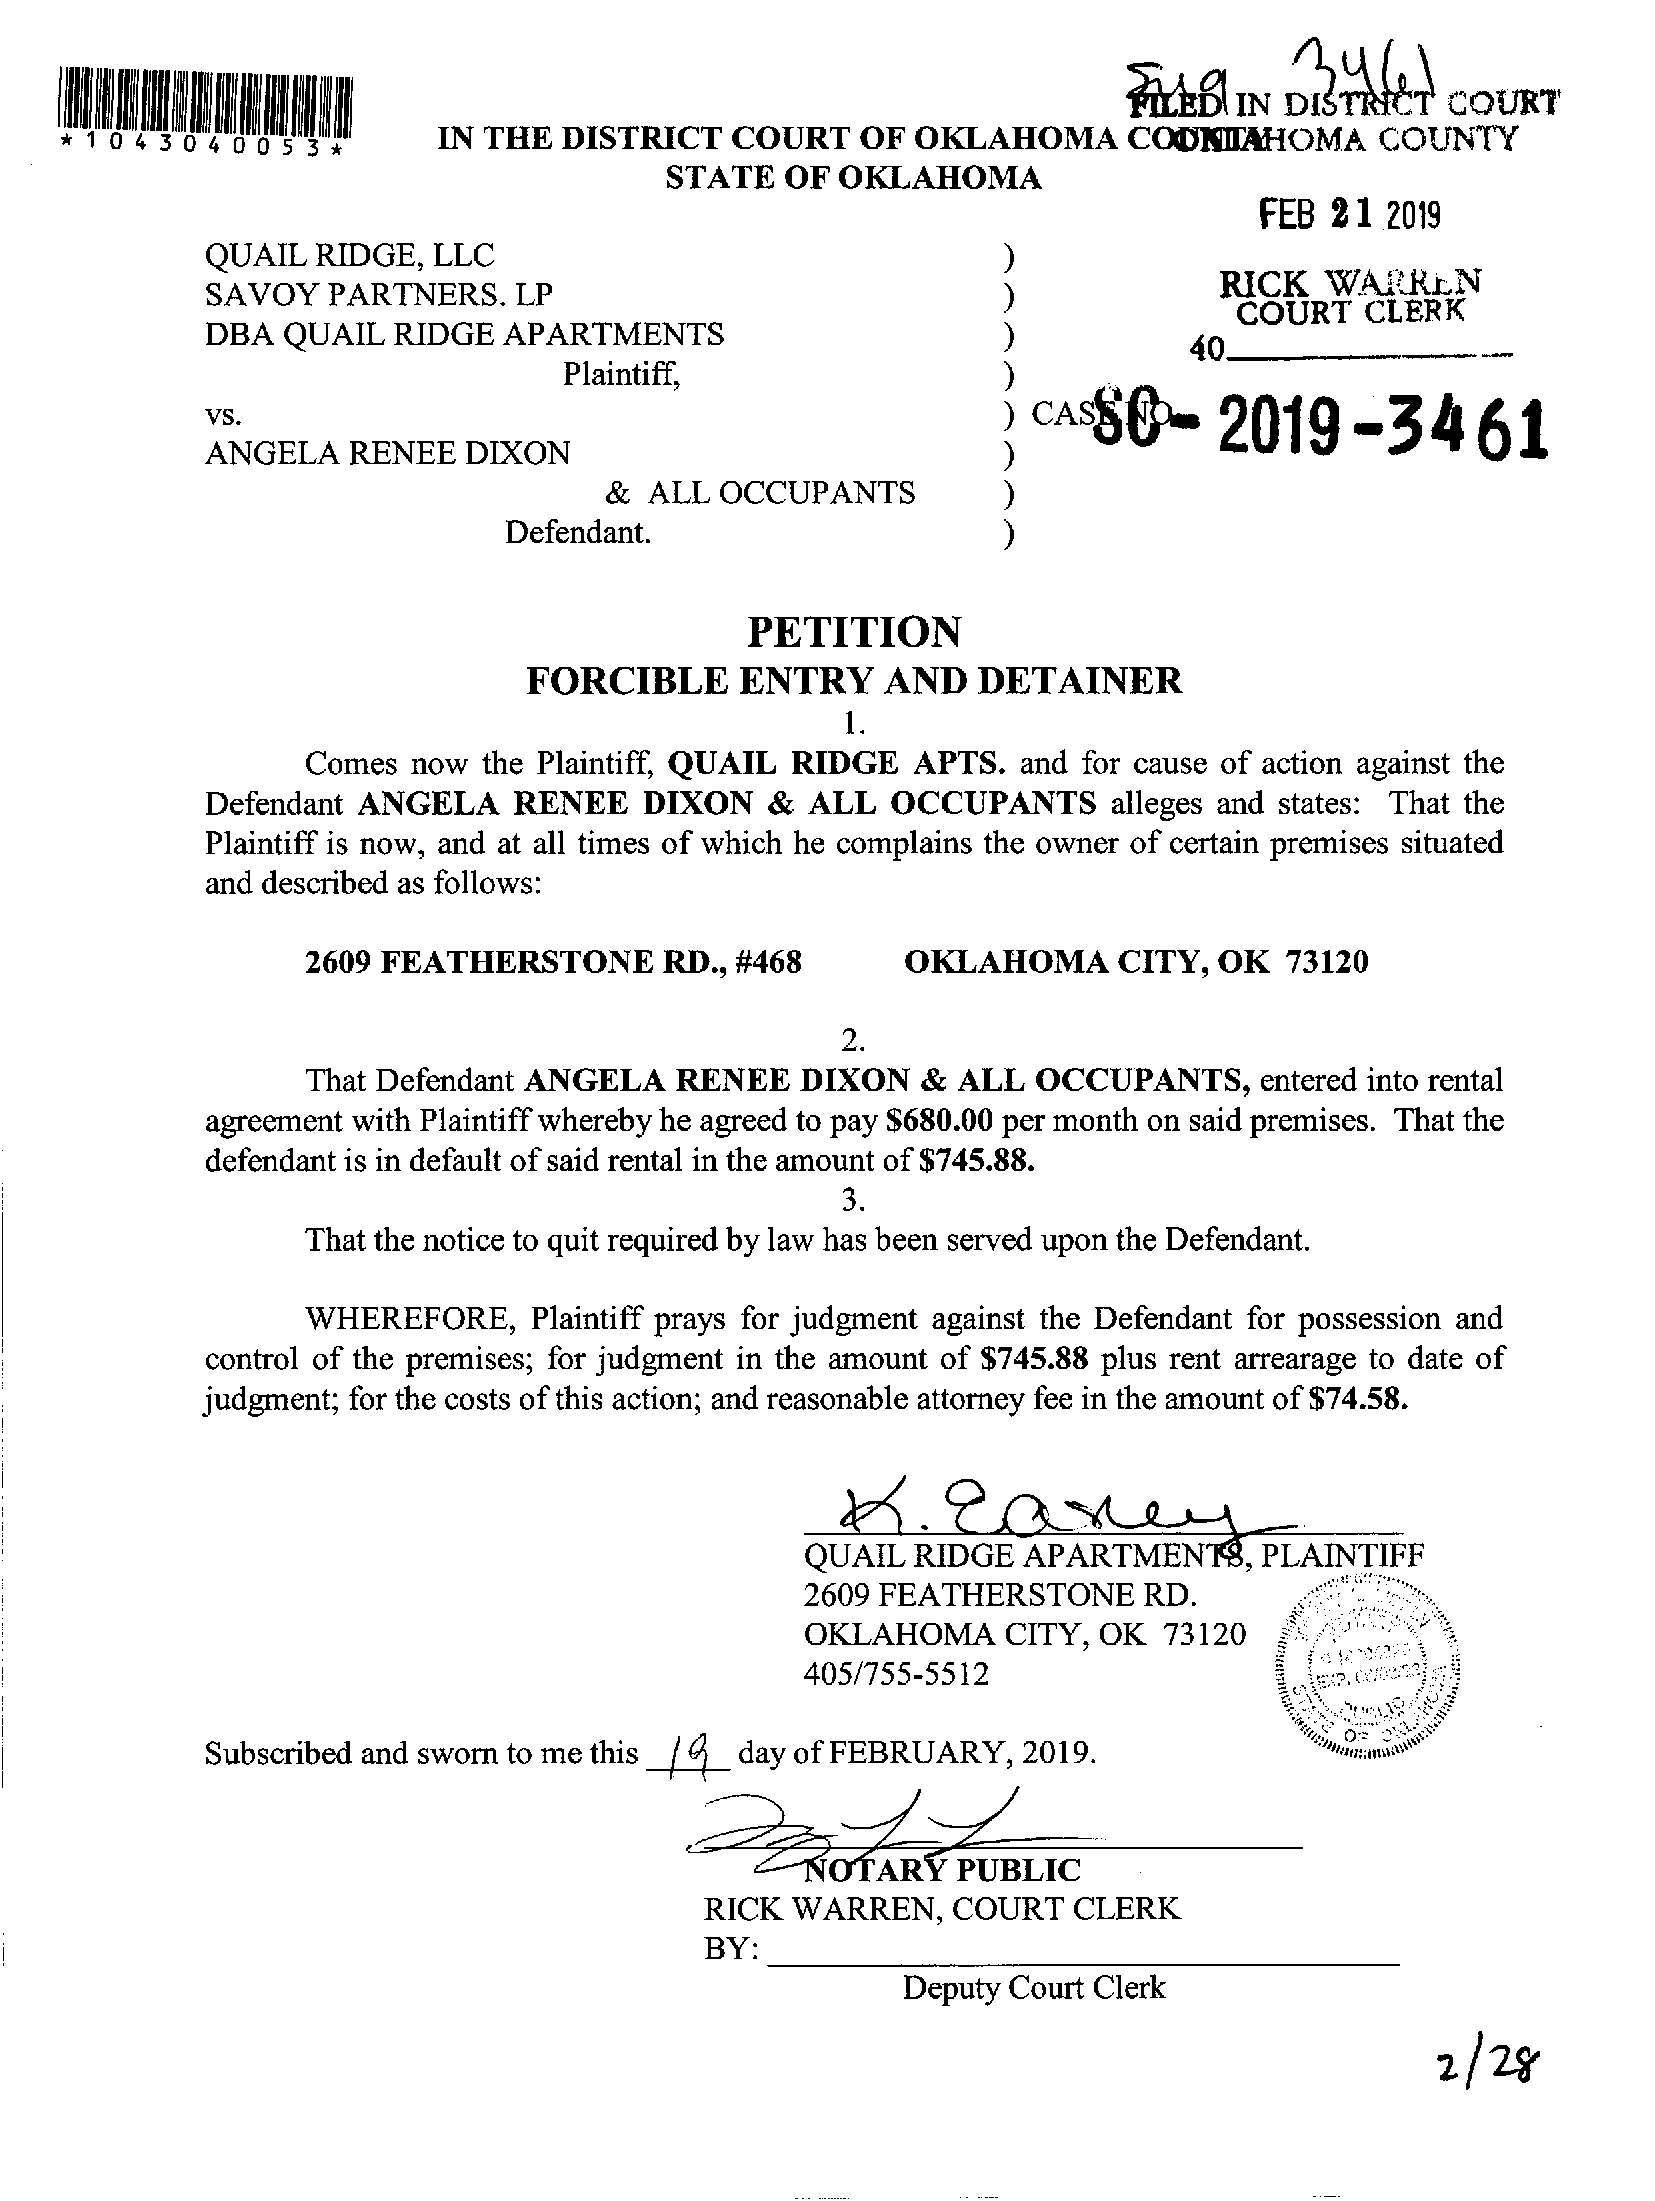 3461
FILED IN DISTRICT COURT
*1043040053*
IN THE DISTRICT COURT OF OKLAHOMA COUNTY
OKLAHOMA COUNTY
STATE OF OKLAHOMA
FEB 21 2019
QUAIL RIDGE, LLC )
SAVOY PARTNERS. LP )
RICK WARREN
COURT CLERK
DBA QUAIL RIDGE APARTMENTS )
40
Plaintiff, )
vs. ) CASE NO.
SC - 2019 - 3461
ANGELA RENEE DIXON )
& ALL OCCUPANTS )
Defendant. )
PETITION
FORCIBLE ENTRY AND DETAINER
1.
Comes now the Plaintiff, QUAIL RIDGE APTS. and for cause of action against the
Defendant ANGELA RENEE DIXON & ALL OCCUPANTS alleges and states: That the
Plaintiff is now, and at all times of which he complains the owner of certain premises situated
and described as follows:
2609 FEATHERSTONE RD., #468 OKLAHOMA CITY, OK 73120
2.
That Defendant ANGELA RENEE DIXON & ALL OCCUPANTS, entered into rental
agreement with Plaintiff whereby he agreed to pay $680.00 per month on said premises. That the
defendant is in default of said rental in the amount of $745.88.
3.
That the notice to quit required by law has been served upon the Defendant.
WHEREFORE, Plaintiff prays for judgment against the Defendant for possession and
control of the premises; for judgment in the amount of $745.88 plus rent arrearage to date of
judgment; for the costs of this action; and reasonable attorney fee in the amount of $74.58.
QUAIL RIDGE APARTMENTS, PLAINTIFF
2609 FEATHERSTONE RD.
OKLAHOMA CITY, OK 73120
405/755-5512
STATE OF OKLAHOMA
Subscribed and sworn to me this 19 day of FEBRUARY, 2019.
NOTARY PUBLIC
RICK WARREN, COURT CLERK
BY:
Deputy Court Clerk
2/28